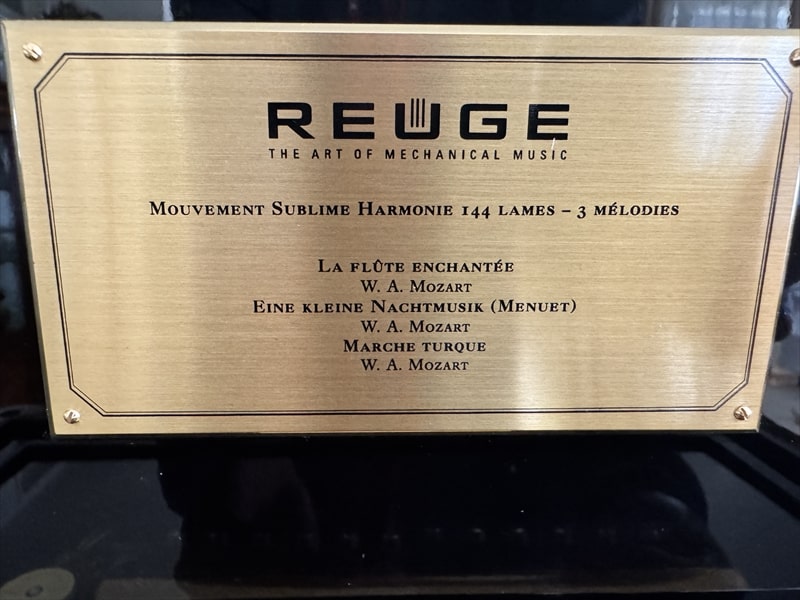 REUGE
THE ART OF MECHANICAL MUSIC
MOUVEMENT SUBLIME HARMONIE 144 LAMES – 3 MÉLODIES
LA FLÛTE ENCHANTÉE
W. A. MOZART
EINE KLEINE NACHTMUSIK (MENUET)
W. A. MOZART
MARCHE TURQUE
W. A. MOZART